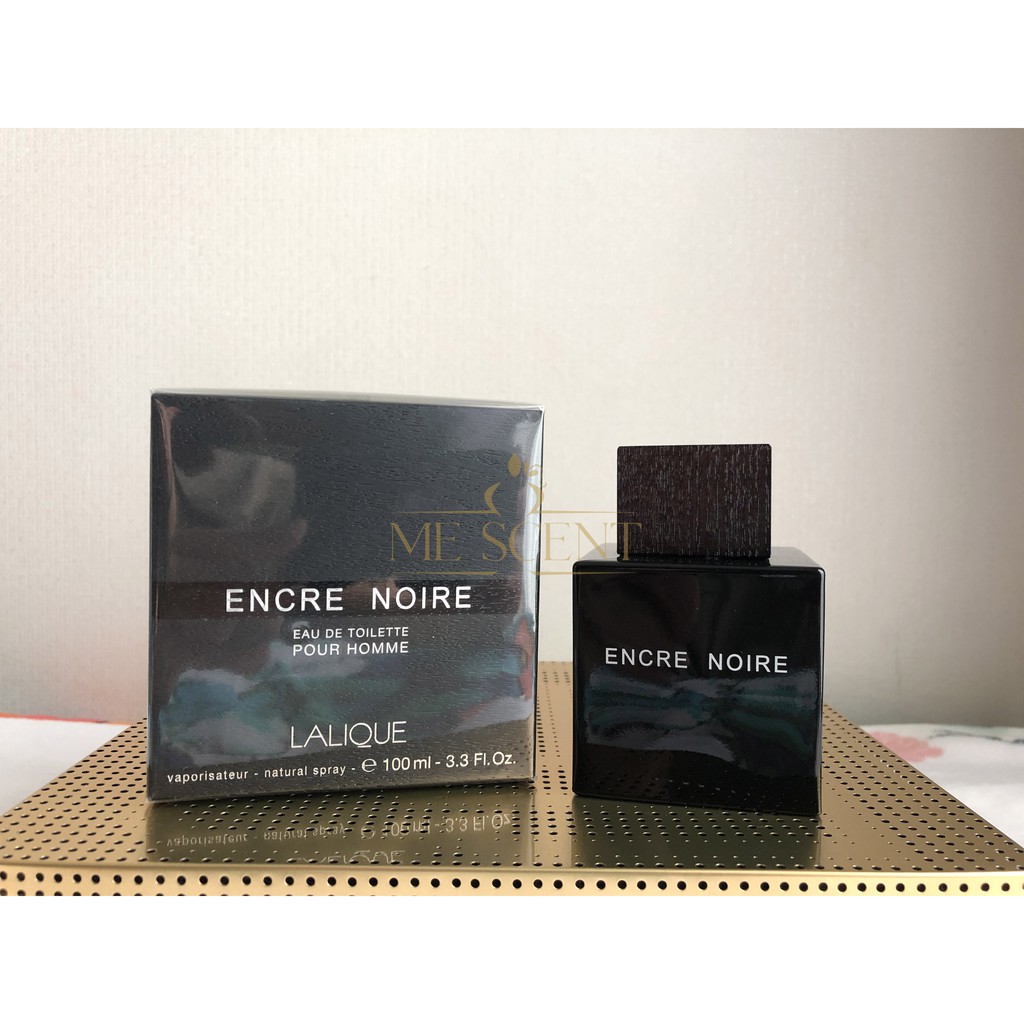 ME SCENT
ENCRE NOIRE
EAU DE TOILETTE
POUR HOMME
LALIQUE
vaporisateur - natural spray - ℮ 100 ml - 3.3 Fl.Oz.
ENCRE NOIRE